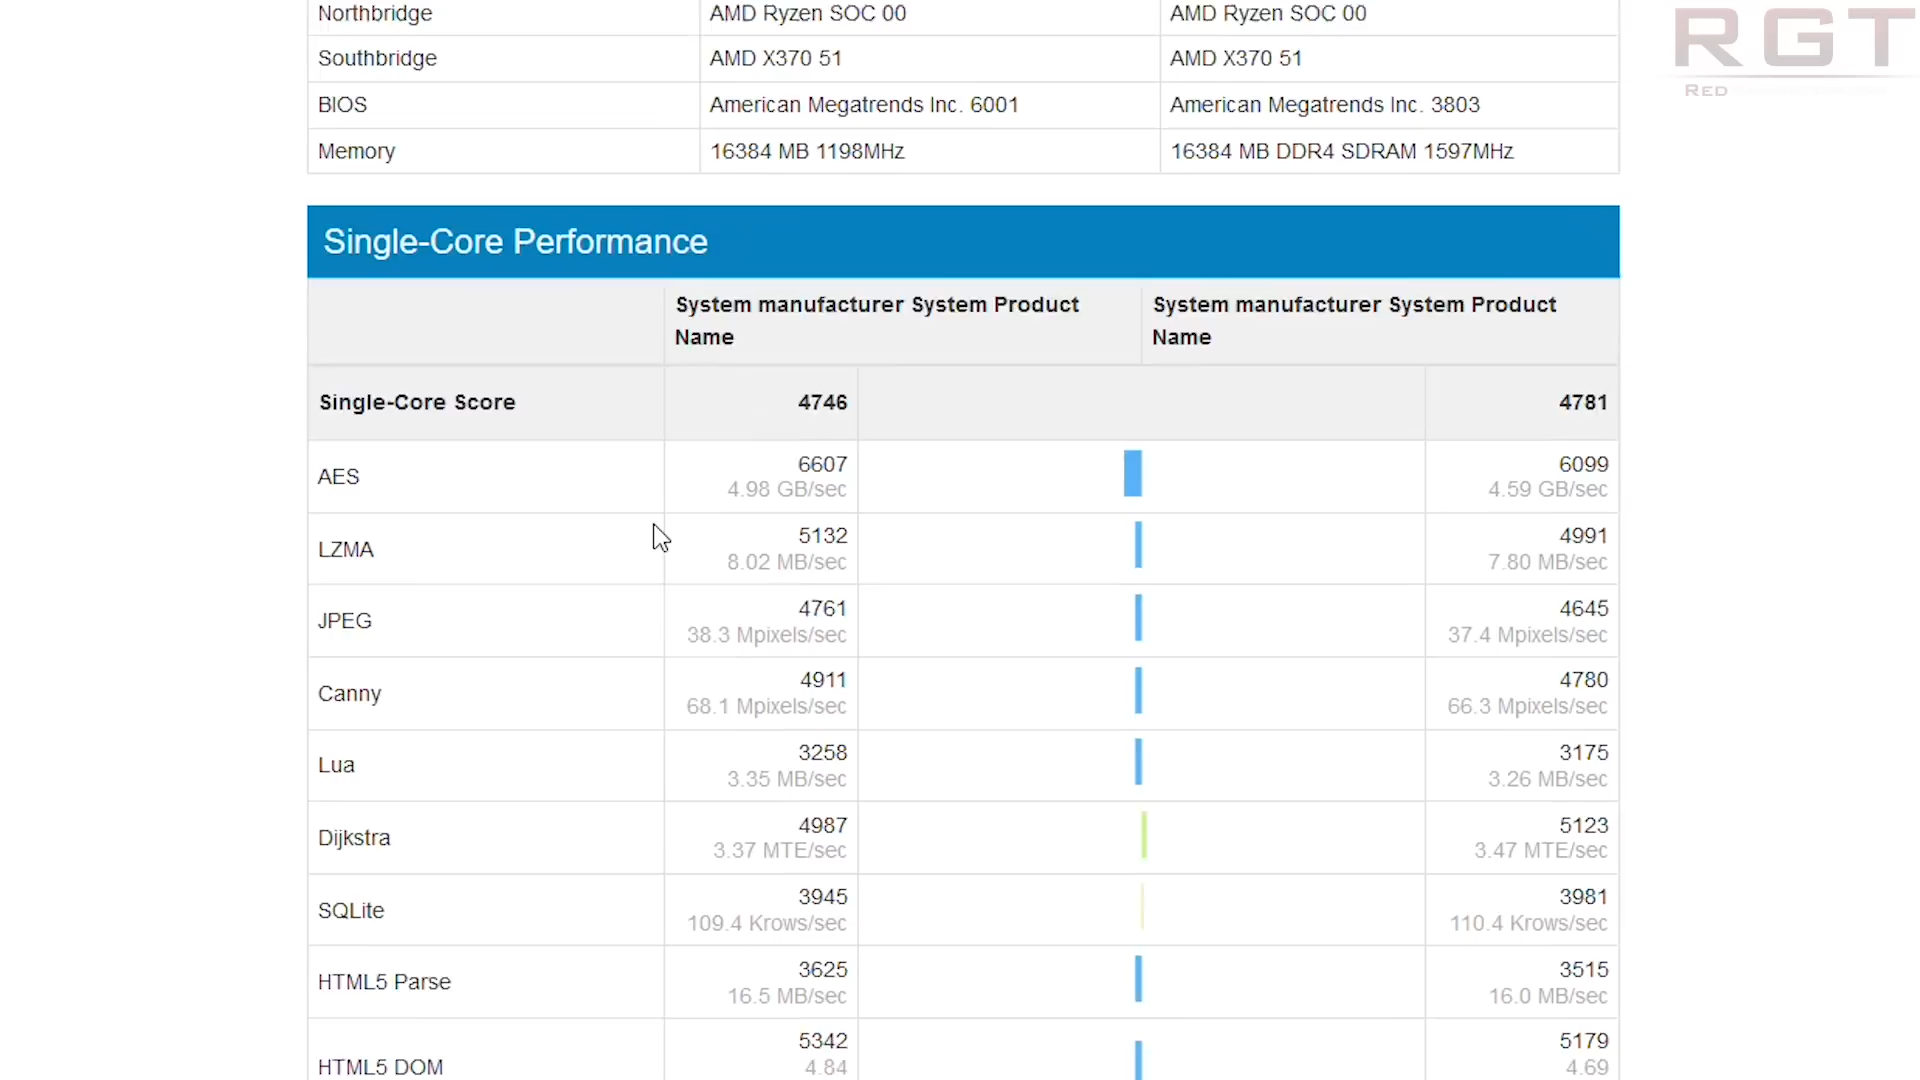 Northbridge AMD Ryzen SOC 00 AMD Ryzen SOC 00
Southbridge AMD X370 51 AMD X370 51
BIOS American Megatrends Inc. 6001 American Megatrends Inc. 3803
Memory 16384 MB 1198MHz 16384 MB DDR4 SDRAM 1597MHz
RGT
RED
Single-Core Performance
System manufacturer System Product System manufacturer System Product
Name Name
Single-Core Score 4746 4781
AES 6607 6099
4.98 GB/sec 4.59 GB/sec
LZMA 5132 4991
8.02 MB/sec 7.80 MB/sec
JPEG 4761 4645
38.3 Mpixels/sec 37.4 Mpixels/sec
Canny 4911 4780
68.1 Mpixels/sec 66.3 Mpixels/sec
Lua 3258 3175
3.35 MB/sec 3.26 MB/sec
Dijkstra 4987 5123
3.37 MTE/sec 3.47 MTE/sec
SQLite 3945 3981
109.4 Krows/sec 110.4 Krows/sec
HTML5 Parse 3625 3515
16.5 MB/sec 16.0 MB/sec
HTML5 DOM 5342 5179
4.84 4.69